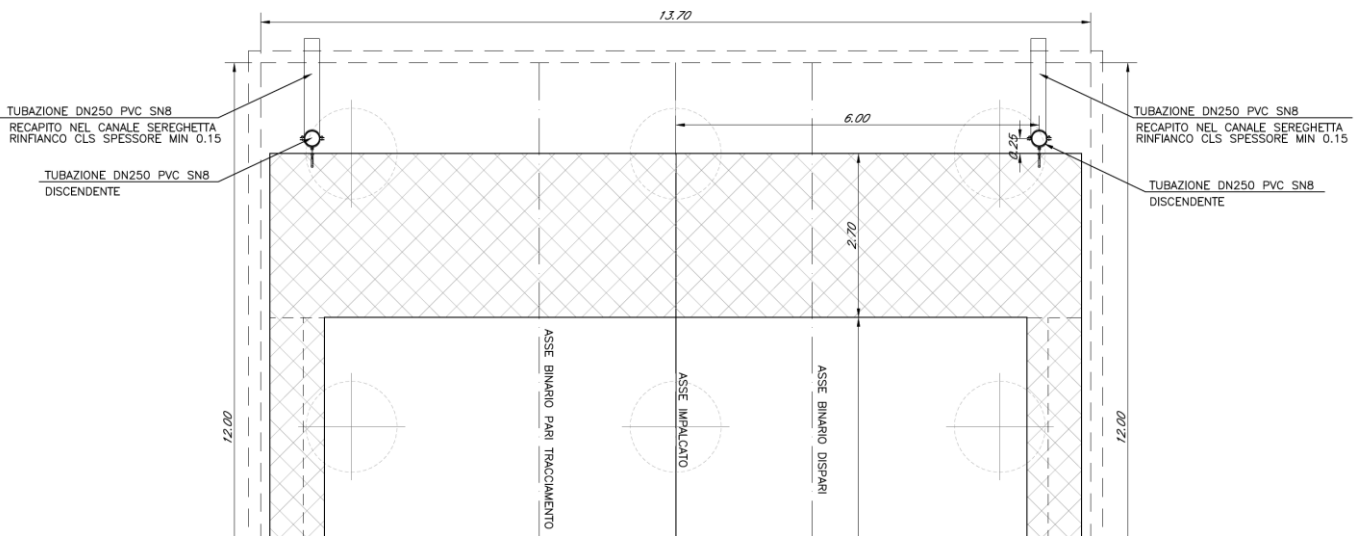 13.70
TUBAZIONE DN250 PVC SN8
RECAPITO NEL CANALE SEREGHETTA
RINFIANCO CLS SPESSORE MIN 0.15
TUBAZIONE DN250 PVC SN8
DISCENDENTE
6.00
0.25
TUBAZIONE DN250 PVC SN8
RECAPITO NEL CANALE SEREGHETTA
RINFIANCO CLS SPESSORE MIN 0.15
TUBAZIONE DN250 PVC SN8
DISCENDENTE
2.70
12.00
ASSE BINARIO PARI TRACCIAMENTO
ASSE IMPALCATO
ASSE BINARIO DISPARI
12.00